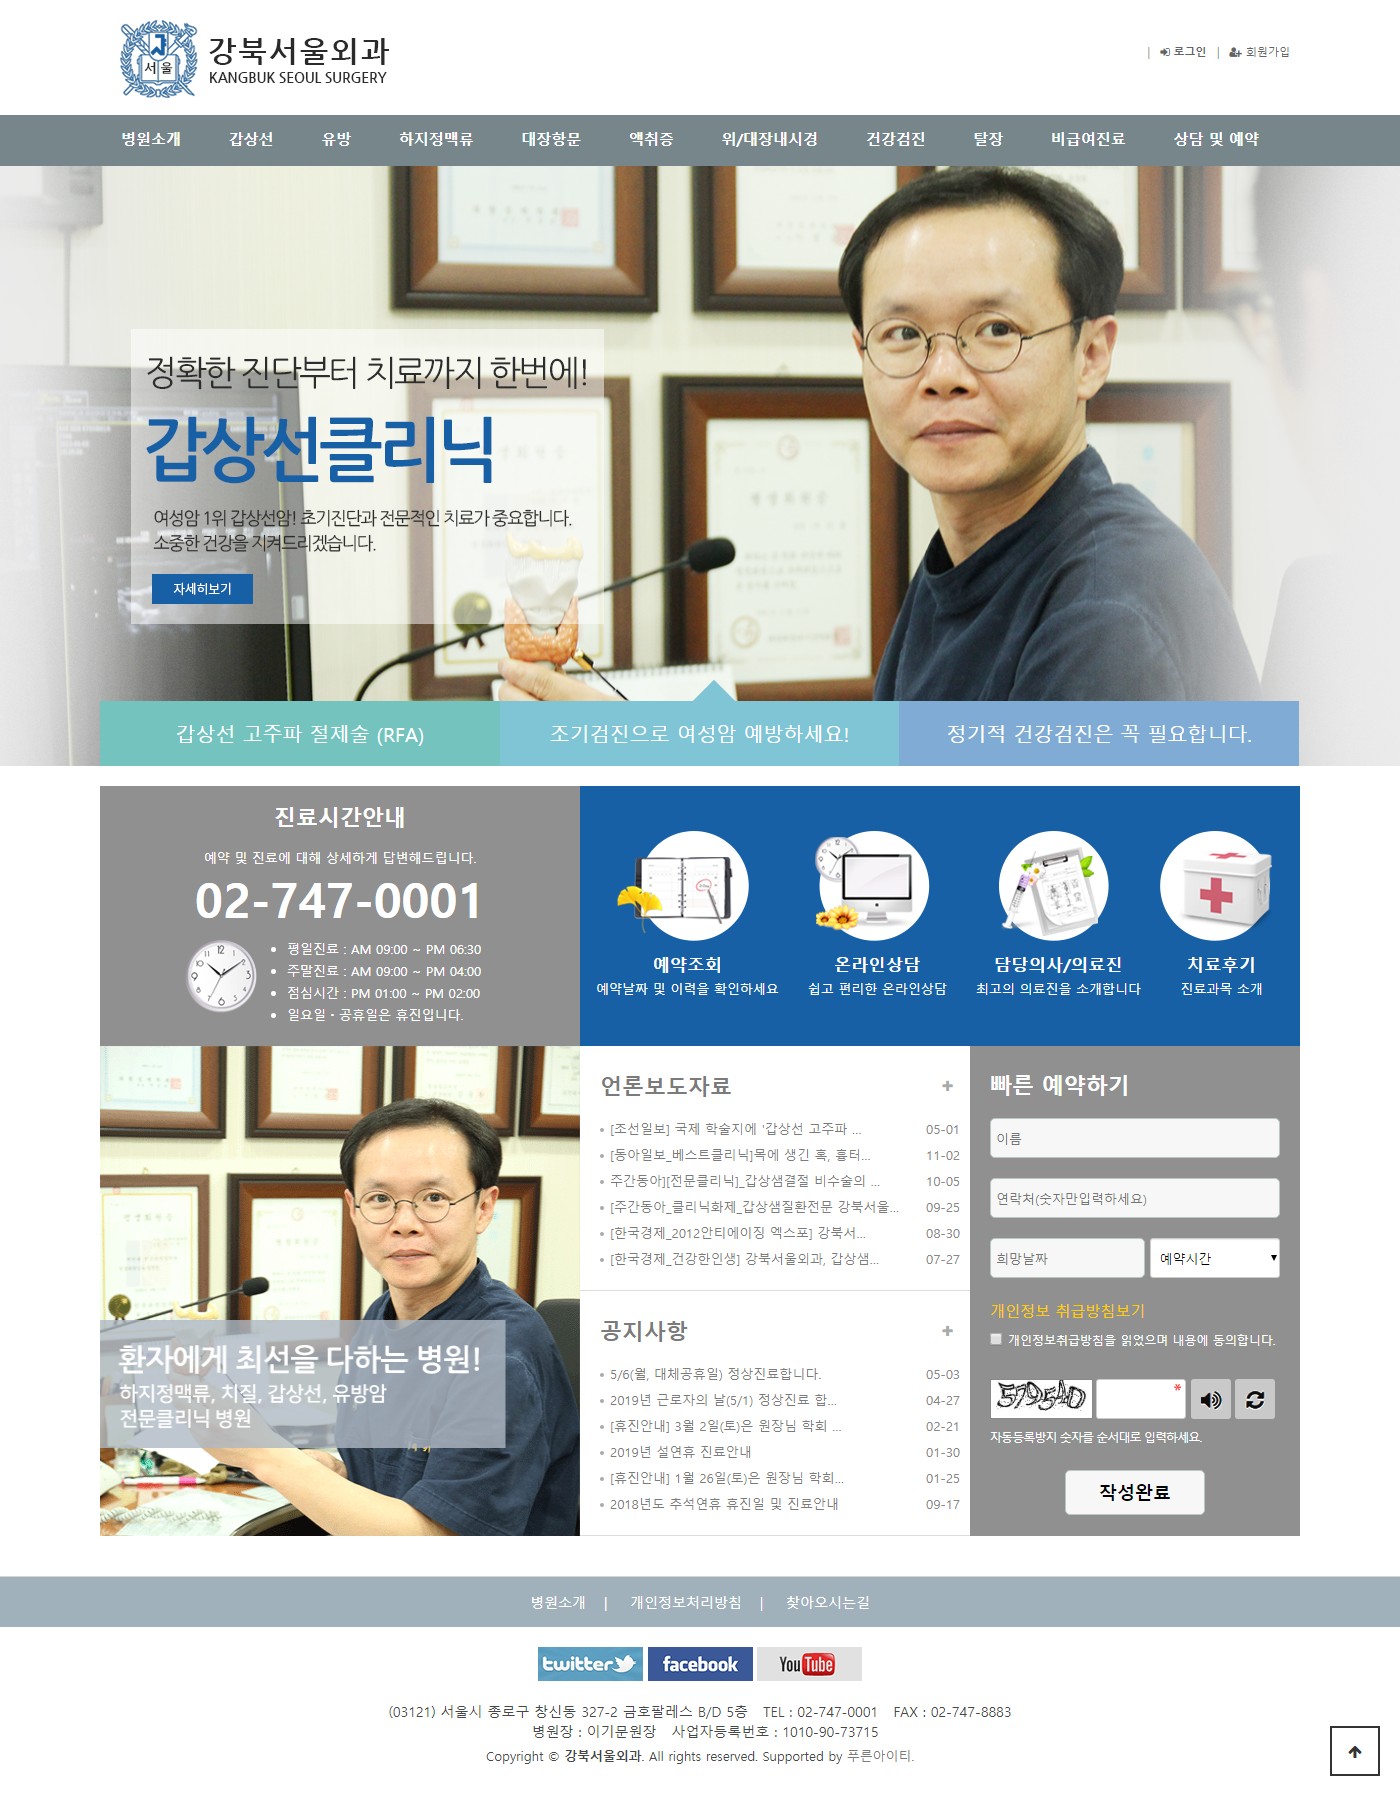 서울
강북서울외과
KANGBUK SEOUL SURGERY
| 로그인 | 회원가입
병원소개 갑상선 유방 하지정맥류 대장항문 액취증 위/대장내시경 건강검진 탈장 비급여진료 상담 및 예약
정확한 진단부터 치료까지 한번에!
갑상선클리닉
여성암 1위 갑상선암! 초기진단과 전문적인 치료가 중요합니다.
소중한 건강을 지켜드리겠습니다.
자세히보기
갑상선 고주파 절제술 (RFA)
조기검진으로 여성암 예방하세요!
정기적 건강검진은 꼭 필요합니다.
진료시간안내
예약 및 진료에 대해 상세하게 답변해드립니다.
02-747-0001
평일진료 : AM 09:00 ~ PM 06:30
주말진료 : AM 09:00 ~ PM 04:00
점심시간 : PM 01:00 ~ PM 02:00
일요일・공휴일은 휴진입니다.
예약조회
예약날짜 및 이력을 확인하세요
온라인상담
쉽고 편리한 온라인상담
담당의사/의료진
최고의 의료진을 소개합니다
치료후기
진료과목 소개
환자에게 최선을 다하는 병원!
하지정맥류, 치질, 갑상선, 유방암
전문클리닉 병원
언론보도자료
[조선일보] 국제 학술지에 '갑상선 고주파 ... 05-01
[동아일보_베스트클리닉]목에 생긴 혹, 흉터... 11-02
주간동아][전문클리닉]_갑상샘결절 비수술의 ... 10-05
[주간동아_클리닉화제_갑상샘질환전문 강북서울... 09-25
[한국경제_2012안티에이징 엑스포] 강북서... 08-30
[한국경제_건강한인생] 강북서울외과, 갑상샘... 07-27
공지사항
5/6(월, 대체공휴일) 정상진료합니다. 05-03
2019년 근로자의 날(5/1) 정상진료 합... 04-27
[휴진안내] 3월 2일(토)은 원장님 학회 ... 02-21
2019년 설연휴 진료안내 01-30
[휴진안내] 1월 26일(토)은 원장님 학회... 01-25
2018년도 추석연휴 휴진일 및 진료안내 09-17
빠른 예약하기
이름
연락처(숫자만입력하세요)
희망날짜 예약시간
개인정보 취급방침보기
개인정보취급방침을 읽었으며 내용에 동의합니다.
579540 *
자동등록방지 숫자를 순서대로 입력하세요.
작성완료
병원소개 | 개인정보처리방침 | 찾아오시는길
twitter facebook YouTube
(03121) 서울시 종로구 창신동 327-2 금호팔레스 B/D 5층 TEL : 02-747-0001 FAX : 02-747-8883
병원장 : 이기문원장 사업자등록번호 : 1010-90-73715
Copyright © 강북서울외과. All rights reserved. Supported by 푸른아이티.